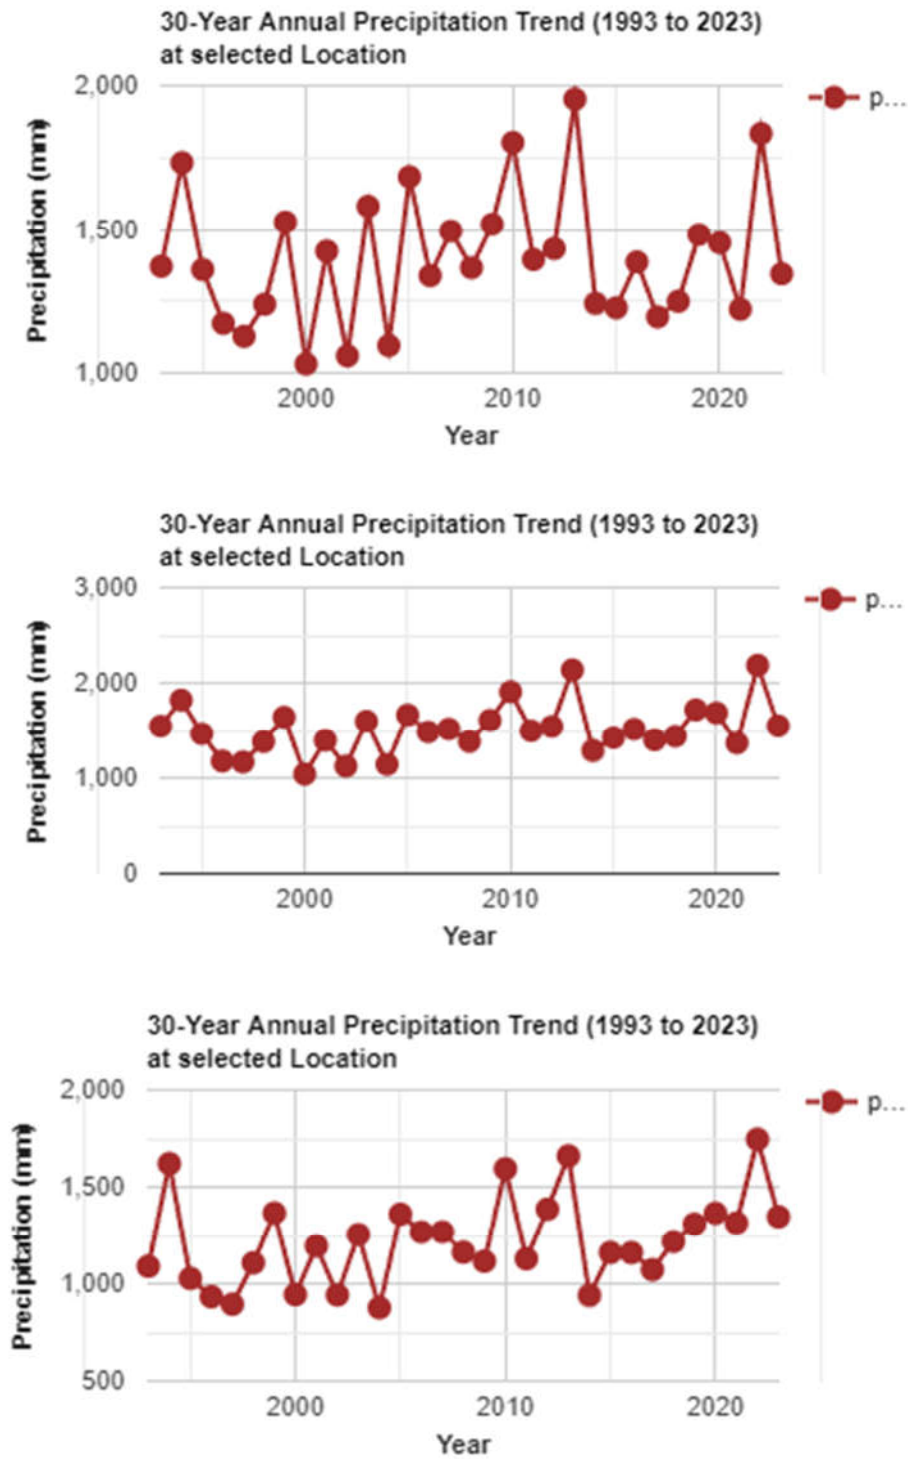 30-Year Annual Precipitation Trend (1993 to 2023)
at selected Location
2,000
1,500
1,000
Precipitation (mm)
p...
2000 2010 2020
Year
30-Year Annual Precipitation Trend (1993 to 2023)
at selected Location
3,000
2,000
1,000
0
Precipitation (mm)
p...
2000 2010 2020
Year
30-Year Annual Precipitation Trend (1993 to 2023)
at selected Location
2,000
1,500
1,000
500
Precipitation (mm)
p...
2000 2010 2020
Year